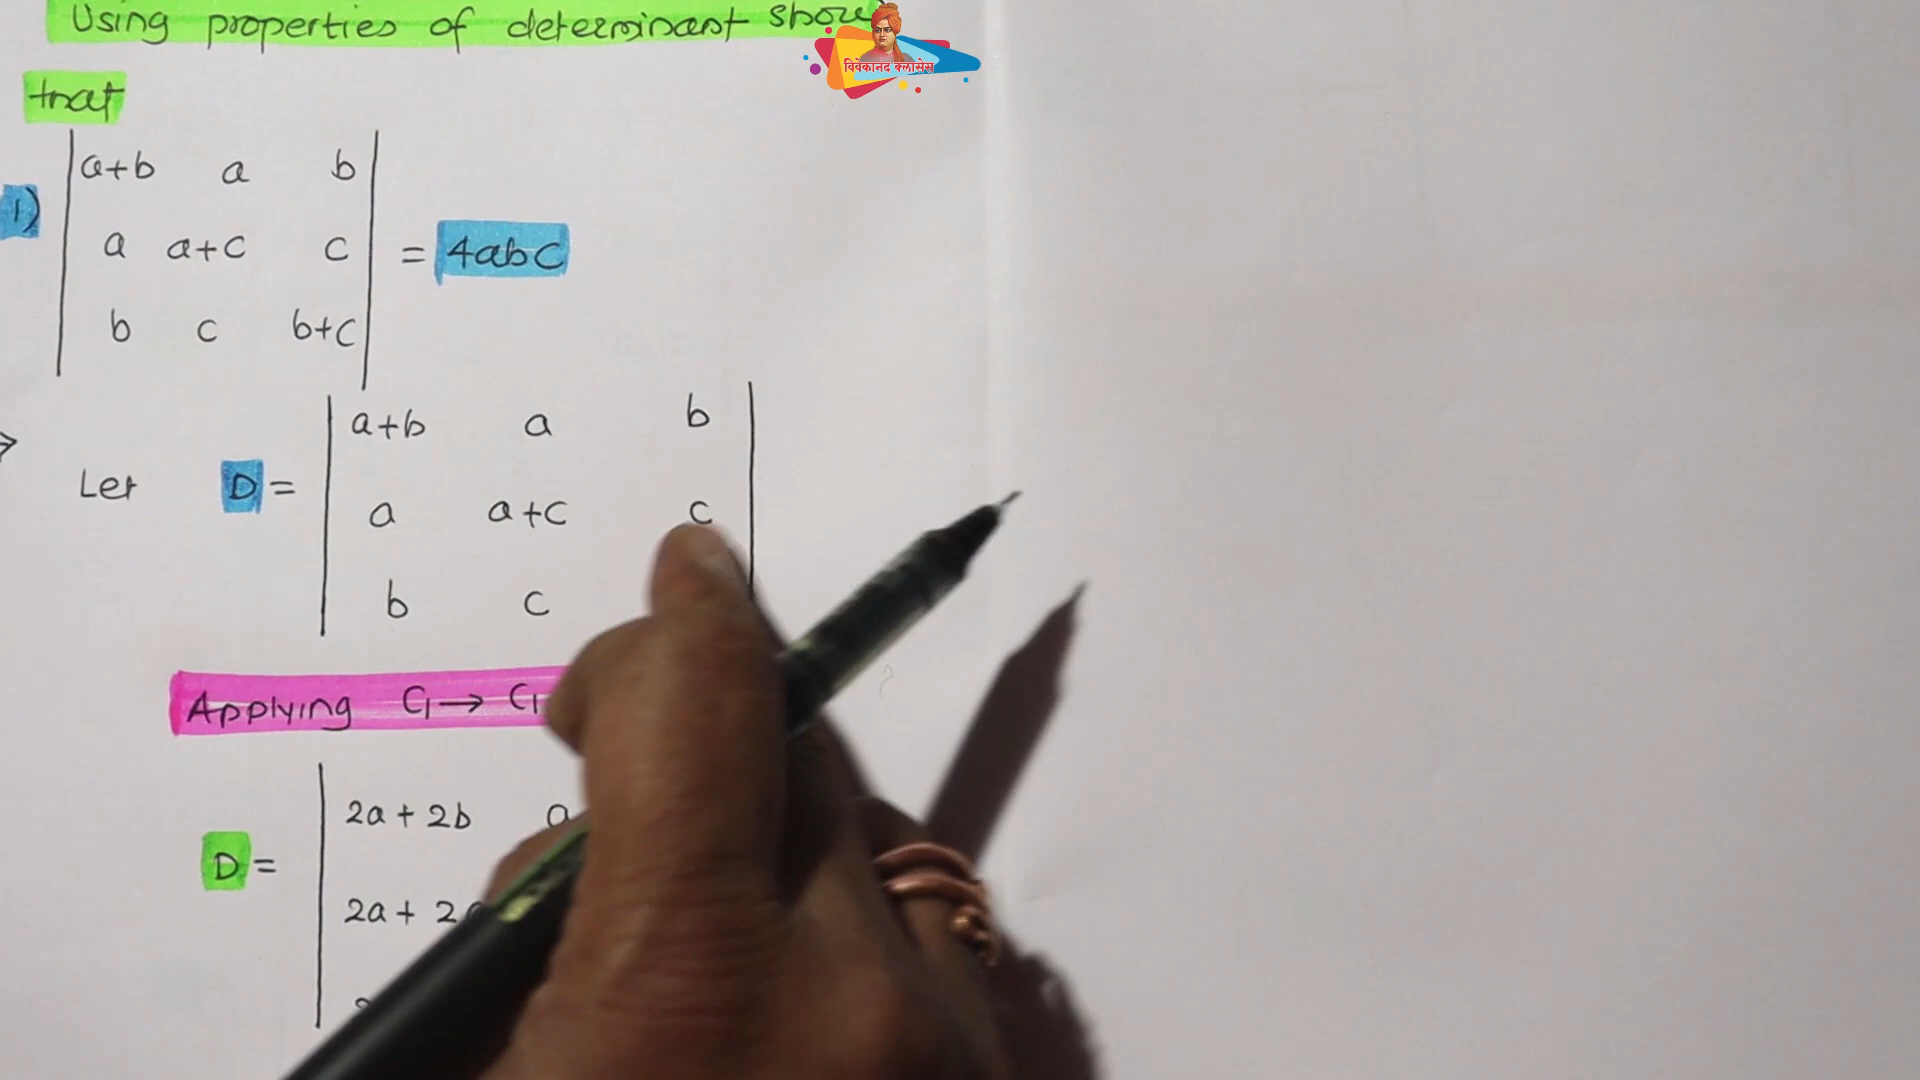 Using properties of determinant show
that
विवेकानंद क्लासेस
1)
a+b a b
a a+c c = 4abc
b c b+c
a+b a b
Let D =
a a+c c
b c
Applying C1 → C1
2a + 2b a
D =
2a + 2